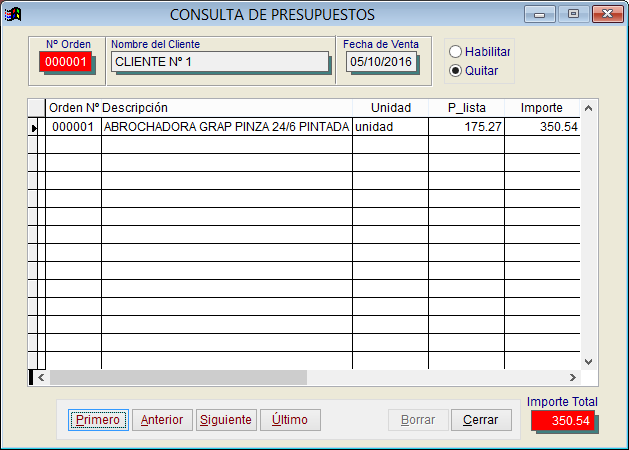 CONSULTA DE PRESUPUESTOS
Nº Orden
Nombre del Cliente
Fecha de Venta
000001
CLIENTE Nº 1
05/10/2016
Habilitar
Quitar
Orden Nº Descripción Unidad P_lista Importe
000001 ABROCHADORA GRAP PINZA 24/6 PINTADA unidad 175.27 350.54
Importe Total
Primero Anterior Siguiente Último Borrar Cerrar 350.54